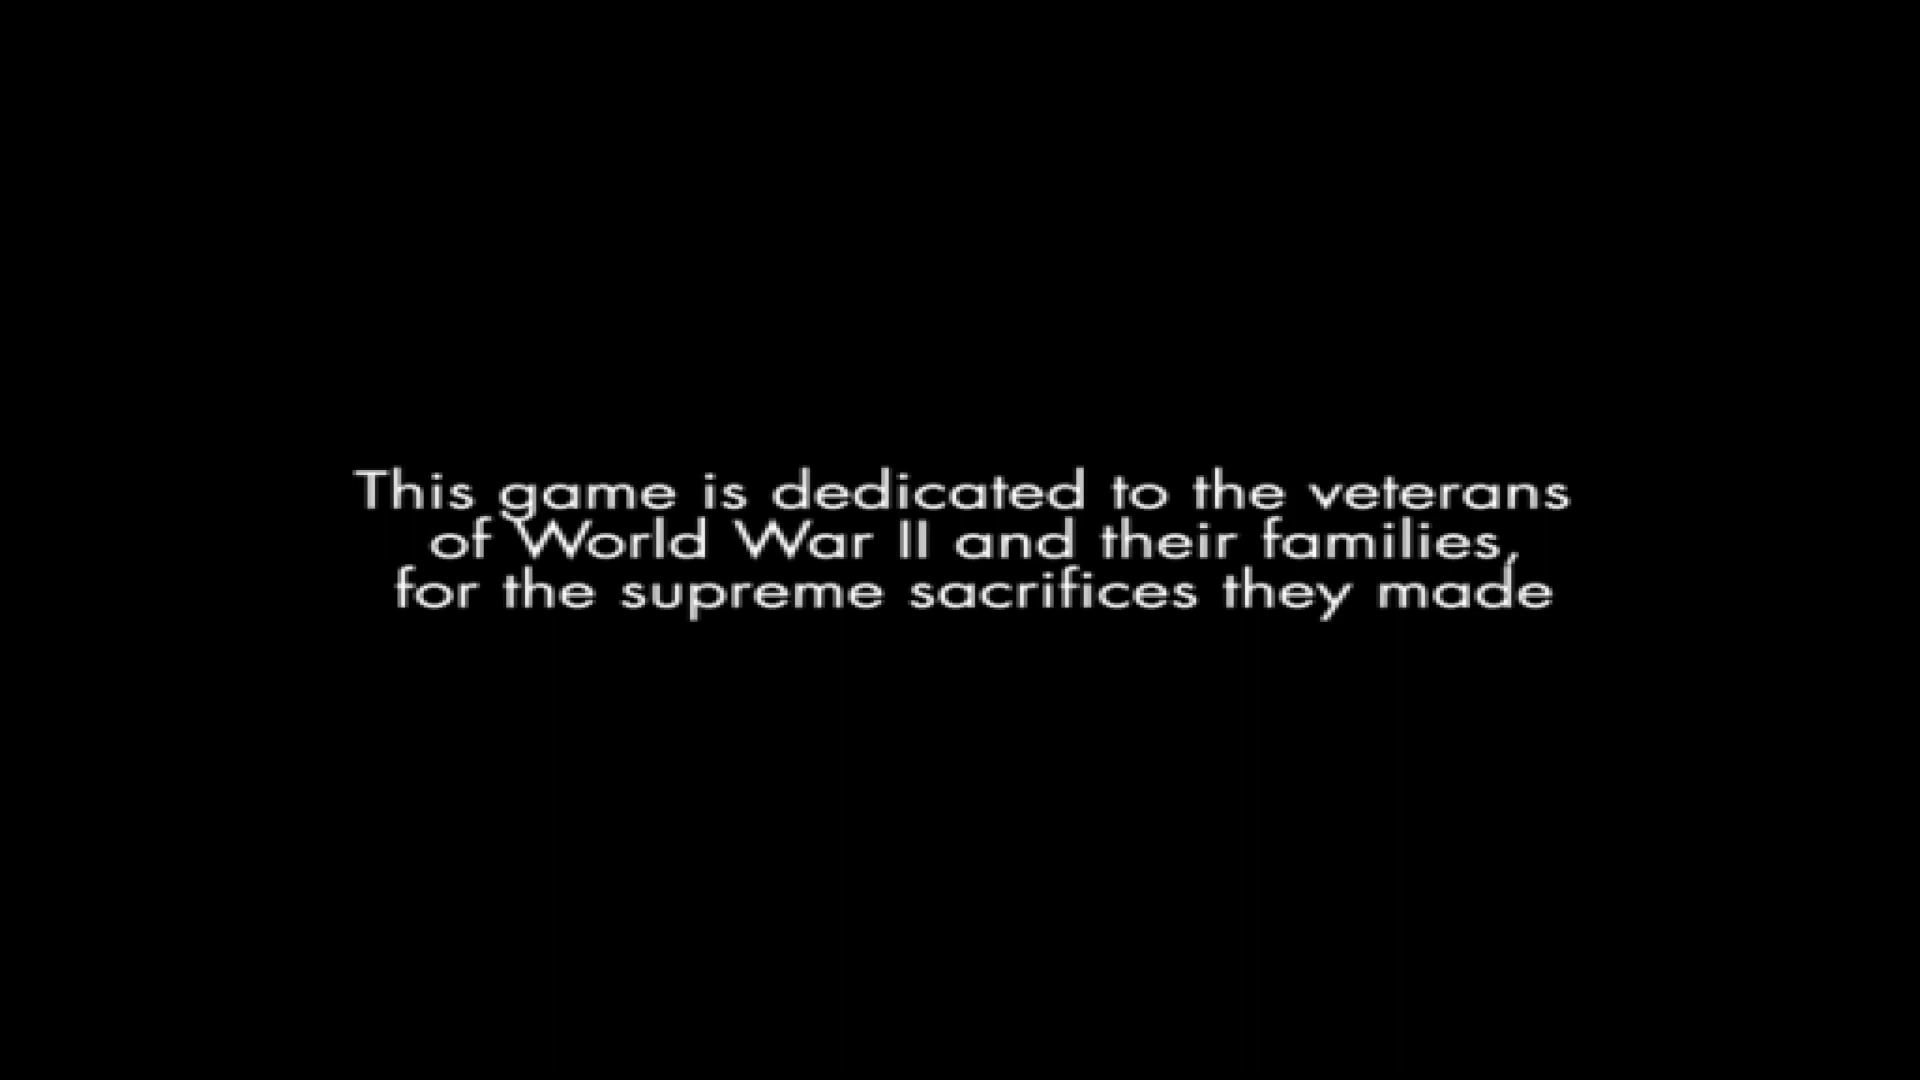 This game is dedicated to the veterans
of World War II and their families,
for the supreme sacrifices they made